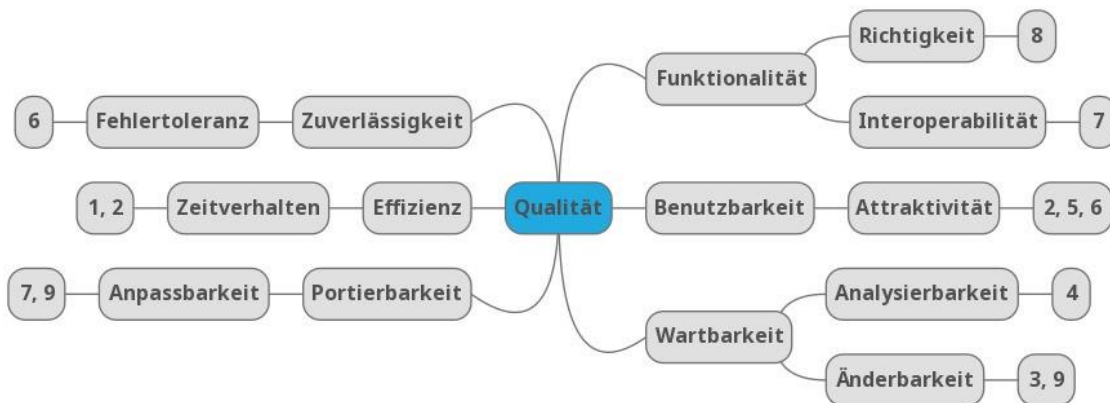 Qualität
Funktionalität
Richtigkeit
8
Interoperabilität
7
Benutzbarkeit
Attraktivität
2, 5, 6
Wartbarkeit
Analysierbarkeit
4
Änderbarkeit
3, 9
Zuverlässigkeit
Fehlertoleranz
6
Effizienz
Zeitverhalten
1, 2
Portierbarkeit
Anpassbarkeit
7, 9